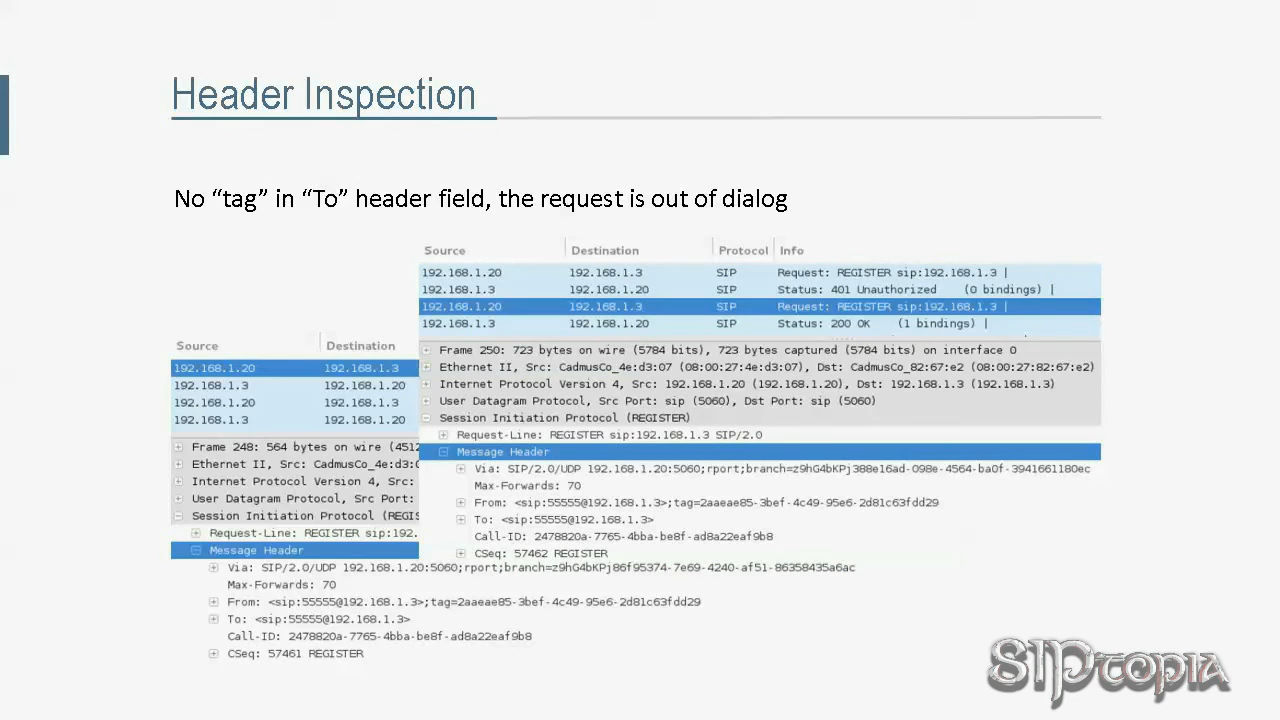 Header Inspection
No “tag” in “To” header field, the request is out of dialog
Source Destination Protocol Info
192.168.1.20 192.168.1.3 SIP Request: REGISTER sip:192.168.1.3 |
192.168.1.3 192.168.1.20 SIP Status: 401 Unauthorized (0 bindings) |
192.168.1.20 192.168.1.3 SIP Request: REGISTER sip:192.168.1.3 |
192.168.1.3 192.168.1.20 SIP Status: 200 OK (1 bindings) |
Frame 250: 723 bytes on wire (5784 bits), 723 bytes captured (5784 bits) on interface 0
Ethernet II, Src: CadmusCo_4e:d3:07 (08:00:27:4e:d3:07), Dst: CadmusCo_82:67:e2 (08:00:27:82:67:e2)
Internet Protocol Version 4, Src: 192.168.1.20 (192.168.1.20), Dst: 192.168.1.3 (192.168.1.3)
User Datagram Protocol, Src Port: sip (5060), Dst Port: sip (5060)
Session Initiation Protocol (REGISTER)
Request-Line: REGISTER sip:192.168.1.3 SIP/2.0
Message Header
Via: SIP/2.0/UDP 192.168.1.20:5060;rport;branch=z9hG4bKPj388e16ad-098e-4564-ba0f-3941661180ec
Max-Forwards: 70
From: <sip:55555@192.168.1.3>;tag=2aaeae85-3bef-4c49-95e6-2d81c63fdd29
To: <sip:55555@192.168.1.3>
Call-ID: 2478820a-7765-4bba-be8f-ad8a22eaf9b8
CSeq: 57462 REGISTER
Source Destination
192.168.1.20 192.168.1.3
192.168.1.3 192.168.1.20
192.168.1.20 192.168.1.3
192.168.1.3 192.168.1.20
Frame 248: 564 bytes on wire (4512
Ethernet II, Src: CadmusCo_4e:d3:0
Internet Protocol Version 4, Src:
User Datagram Protocol, Src Port:
Session Initiation Protocol (REGIS
Request-Line: REGISTER sip:192.
Message Header
Via: SIP/2.0/UDP 192.168.1.20:5060;rport;branch=z9hG4bKPj86f95374-7e69-4240-af51-86358435a6ac
Max-Forwards: 70
From: <sip:55555@192.168.1.3>;tag=2aaeae85-3bef-4c49-95e6-2d81c63fdd29
To: <sip:55555@192.168.1.3>
Call-ID: 2478820a-7765-4bba-be8f-ad8a22eaf9b8
CSeq: 57461 REGISTER
SIPtopia